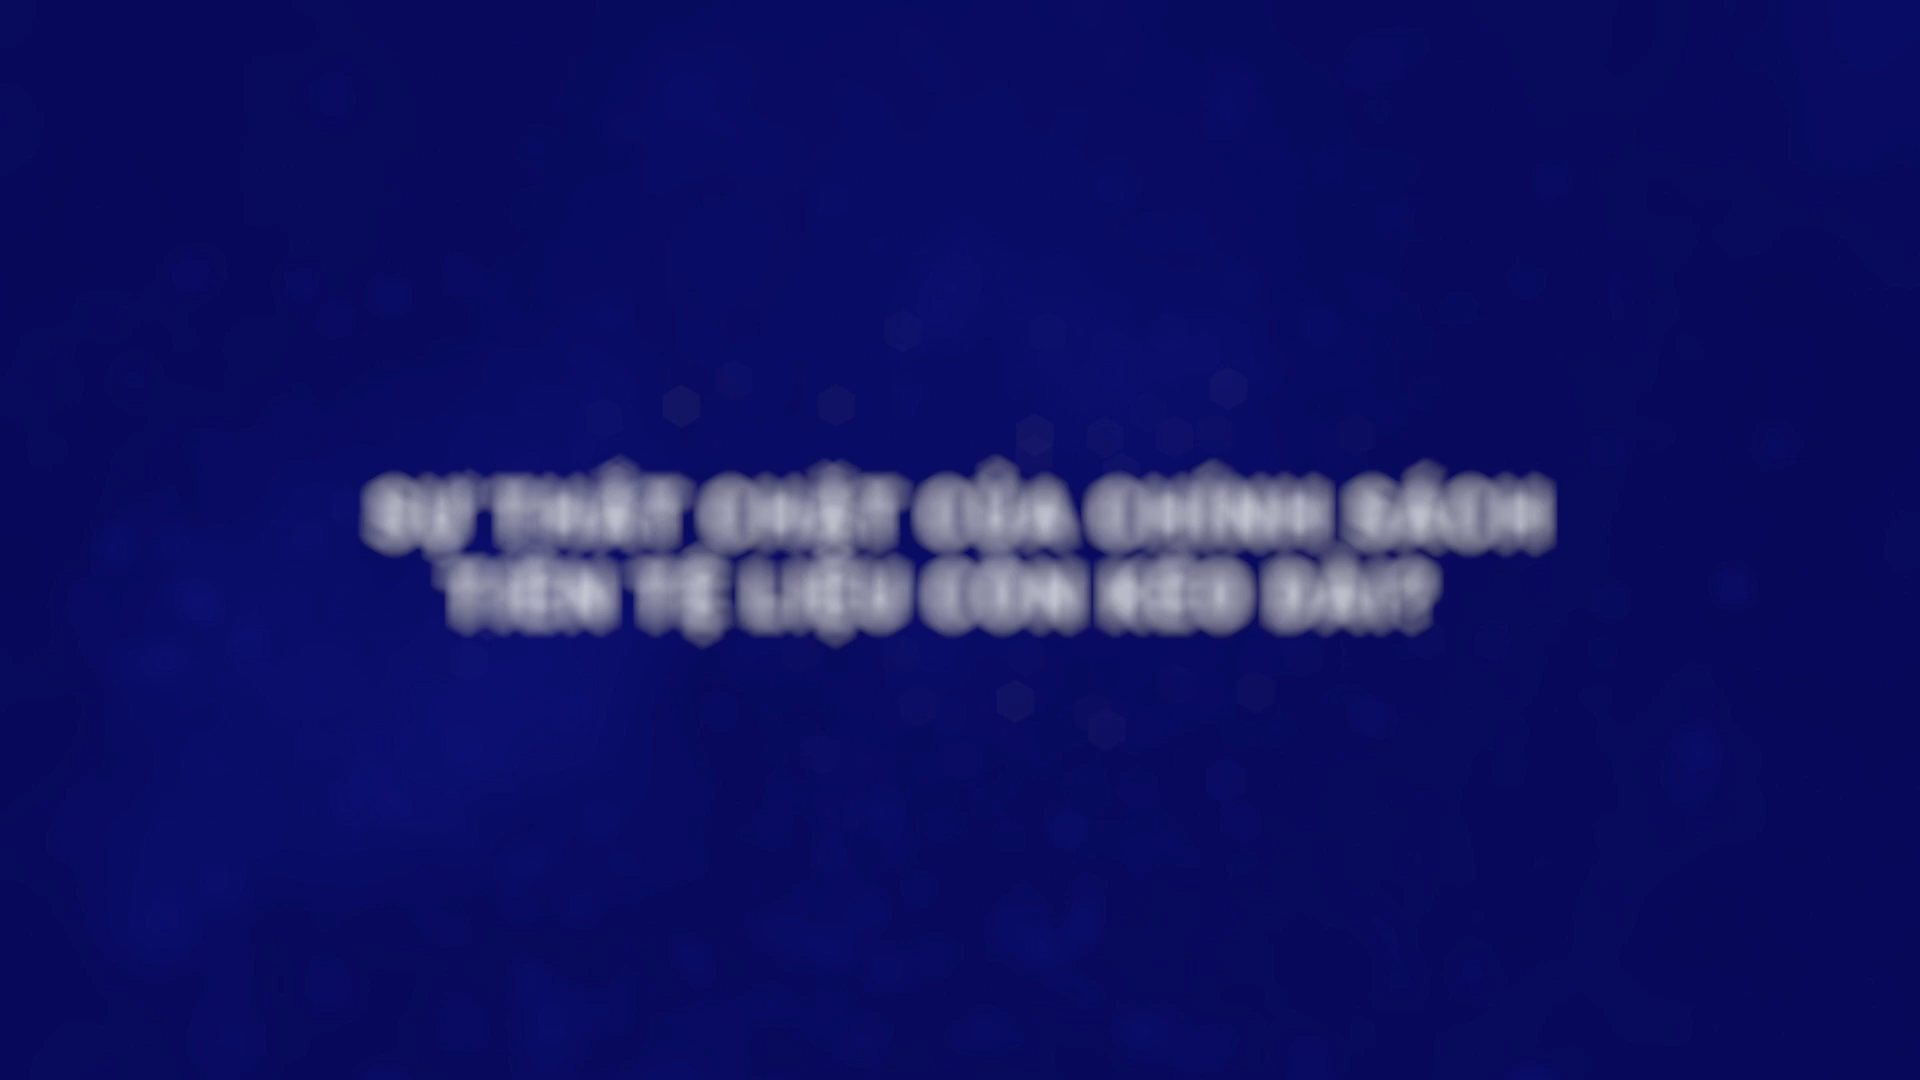 SỰ THẮT CHẶT CỦA CHÍNH SÁCH
TIỀN TỆ LIỆU CÒN KÉO DÀI?